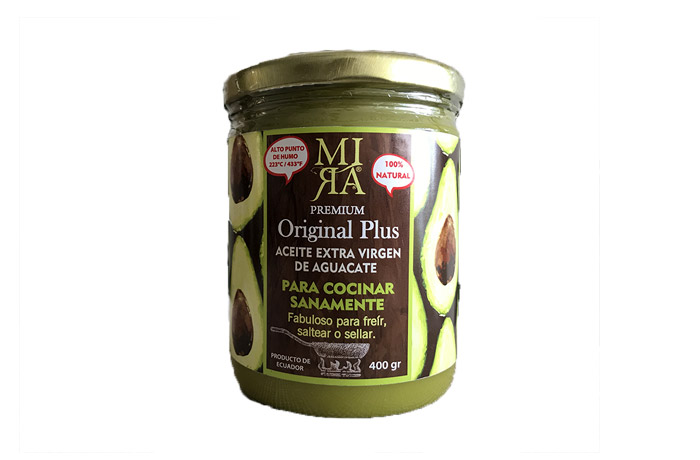 ALTO PUNTO
DE HUMO
223°C / 433°F
MI
RA®
100%
NATURAL
PREMIUM
Original Plus
ACEITE EXTRA VIRGEN
DE AGUACATE
PARA COCINAR
SANAMENTE
Fabuloso para freír,
saltear o sellar.
PRODUCTO DE
ECUADOR
400 gr